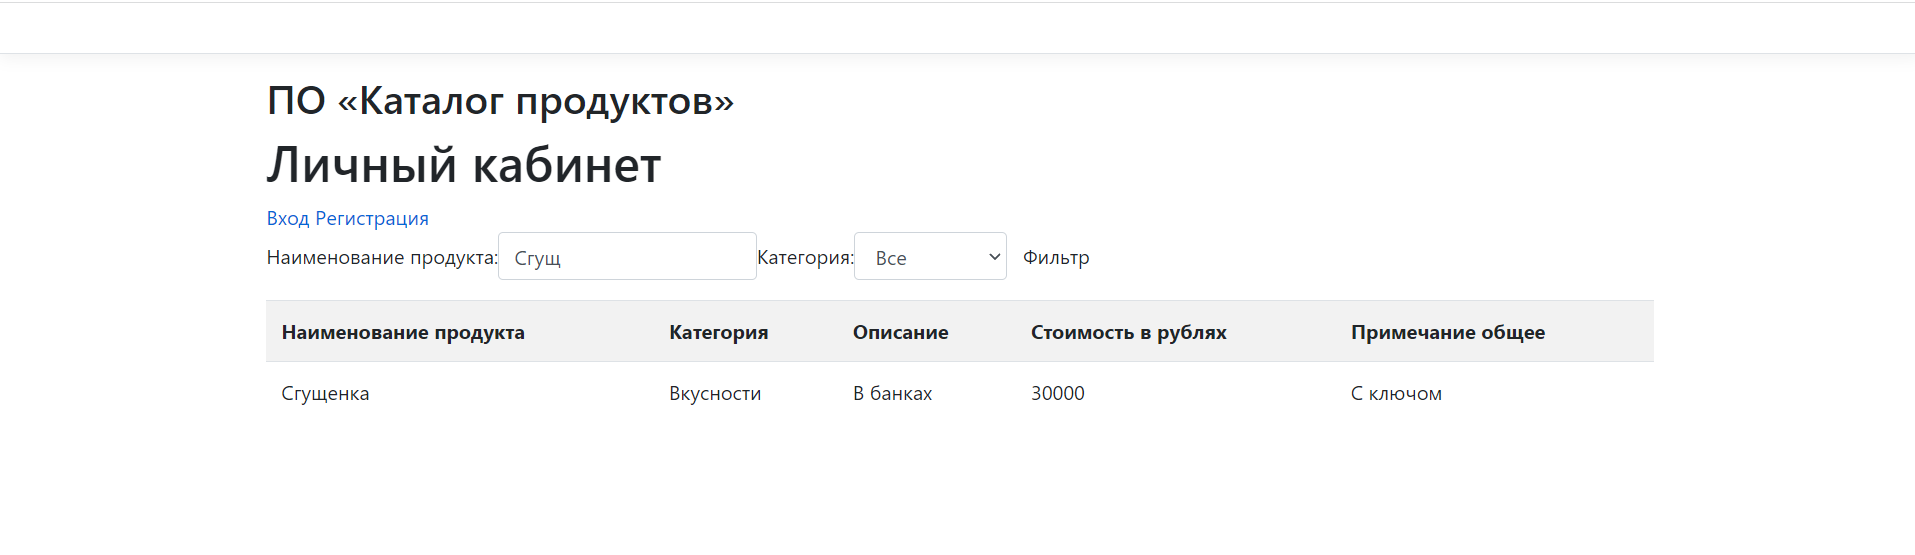 ПО «Каталог продуктов»
Личный кабинет
Вход Регистрация
Наименование продукта: Сгущ Категория: Все Фильтр
Наименование продукта Категория Описание Стоимость в рублях Примечание общее
Сгущенка Вкусности В банках 30000 С ключом